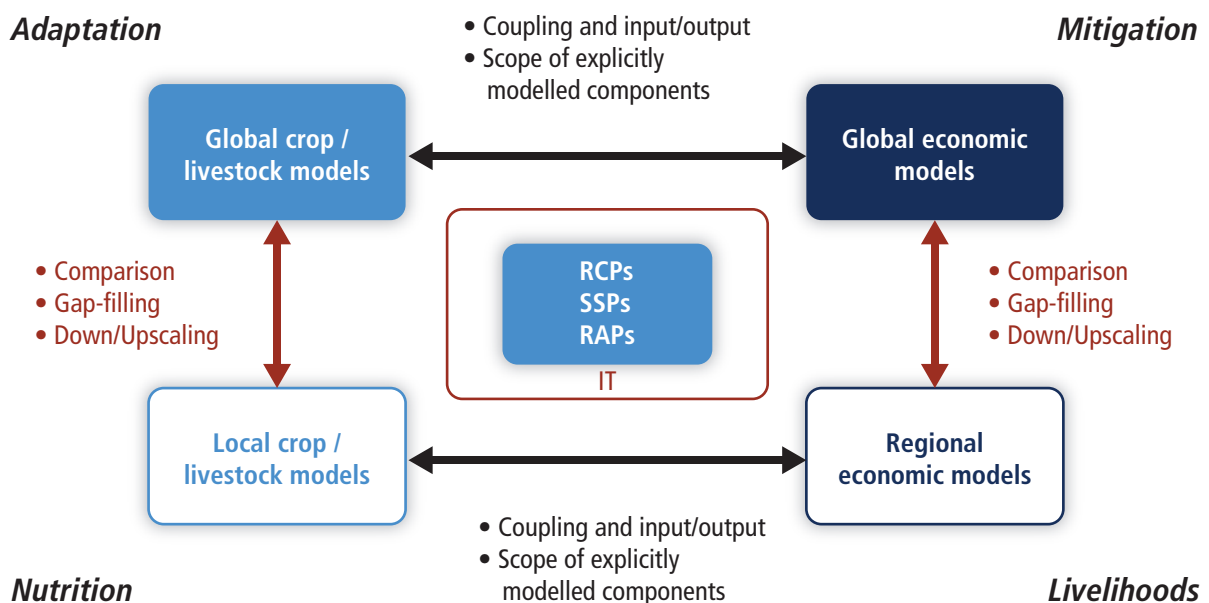 Adaptation
• Coupling and input/output
• Scope of explicitly
modelled components
Mitigation
Global crop /
livestock models
Global economic
models
• Comparison
• Gap-filling
• Down/Upscaling
RCPs
SSPs
RAPs
IT
• Comparison
• Gap-filling
• Down/Upscaling
Local crop /
livestock models
Regional
economic models
• Coupling and input/output
• Scope of explicitly
modelled components
Nutrition
Livelihoods